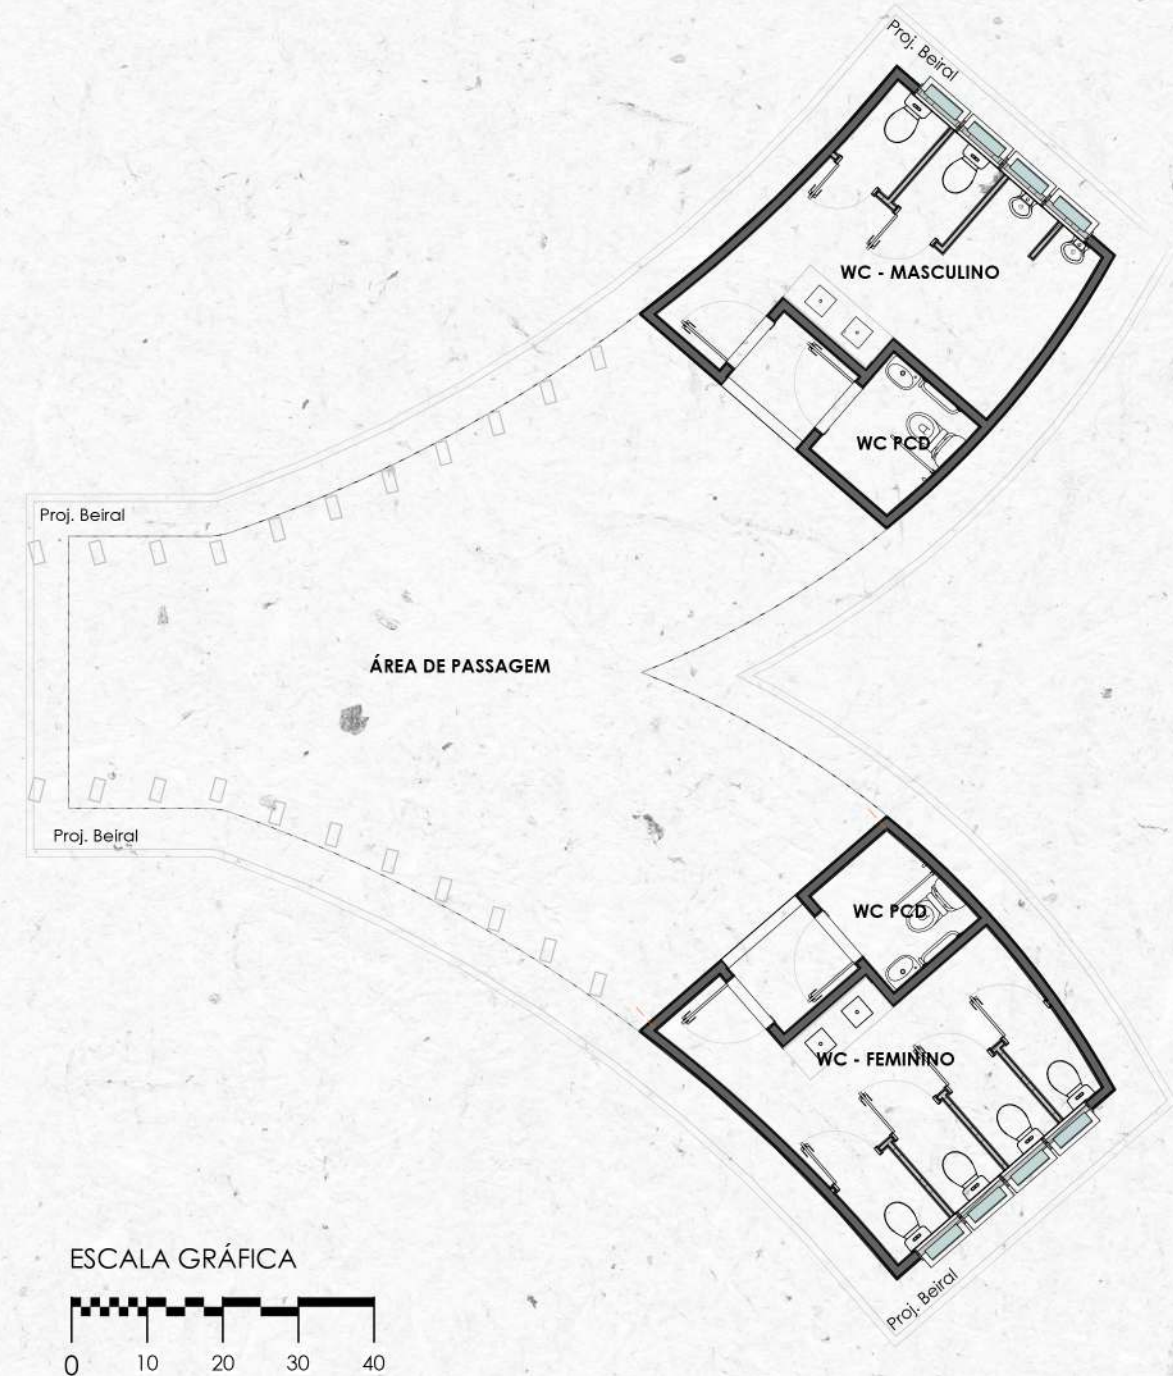 Proj. Beiral
WC - MASCULINO
WC PCD
Proj. Beiral
ÁREA DE PASSAGEM
Proj. Beiral
WC PCD
WC - FEMININO
Proj. Beiral
ESCALA GRÁFICA
0 10 20 30 40